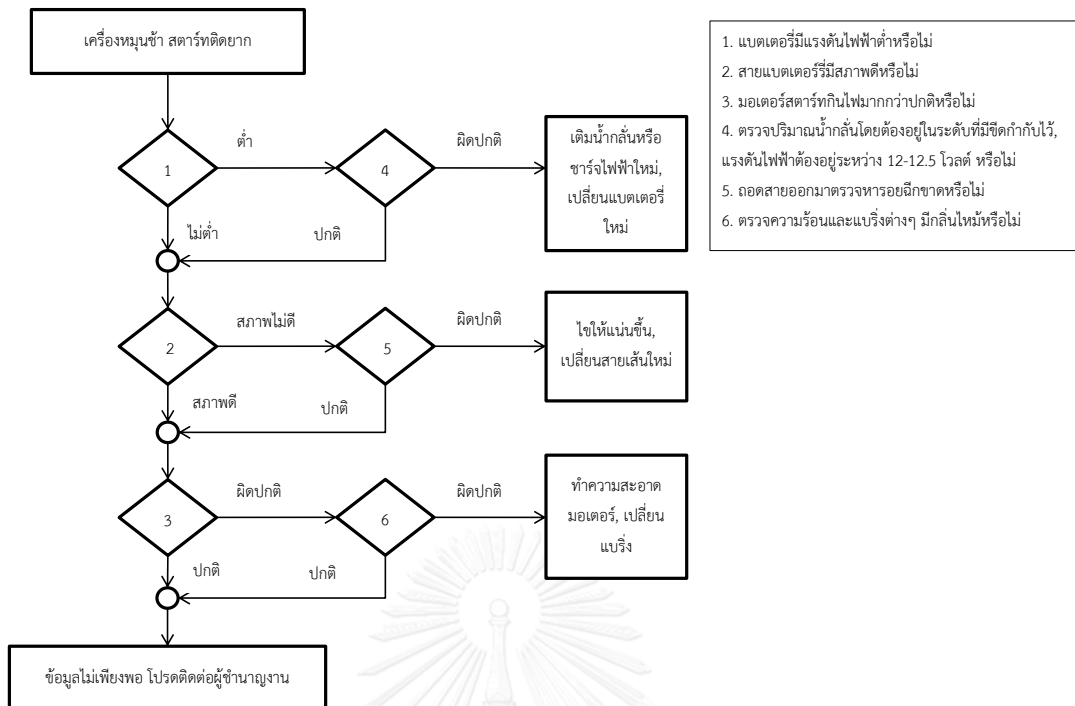 เครื่องหมุนช้า สตาร์ทติดยาก
1. แบตเตอรี่มีแรงดันไฟฟ้าต่ำหรือไม่
2. สายแบตเตอร์รี่มีสภาพดีหรือไม่
3. มอเตอร์สตาร์ทกินไฟมากกว่าปกติหรือไม่
4. ตรวจปริมาณน้ำกลั่นโดยต้องอยู่ในระดับที่มีขีดกำกับไว้,
แรงดันไฟฟ้าต้องอยู่ระหว่าง 12-12.5 โวลต์ หรือไม่
5. ถอดสายออกมาตรวจหารอยฉีกขาดหรือไม่
6. ตรวจความร้อนและแบริ่งต่างๆ มีกลิ่นไหม้หรือไม่
1
ต่ำ
4
ผิดปกติ
เติมน้ำกลั่นหรือ
ชาร์จไฟฟ้าใหม่,
เปลี่ยนแบตเตอรี่
ใหม่
ไม่ต่ำ
ปกติ
2
สภาพไม่ดี
5
ผิดปกติ
ไขให้แน่นขึ้น,
เปลี่ยนสายเส้นใหม่
สภาพดี
ปกติ
3
ผิดปกติ
6
ผิดปกติ
ทำความสะอาด
มอเตอร์, เปลี่ยน
แบริ่ง
ปกติ
ปกติ
ข้อมูลไม่เพียงพอ โปรดติดต่อผู้ชำนาญงาน